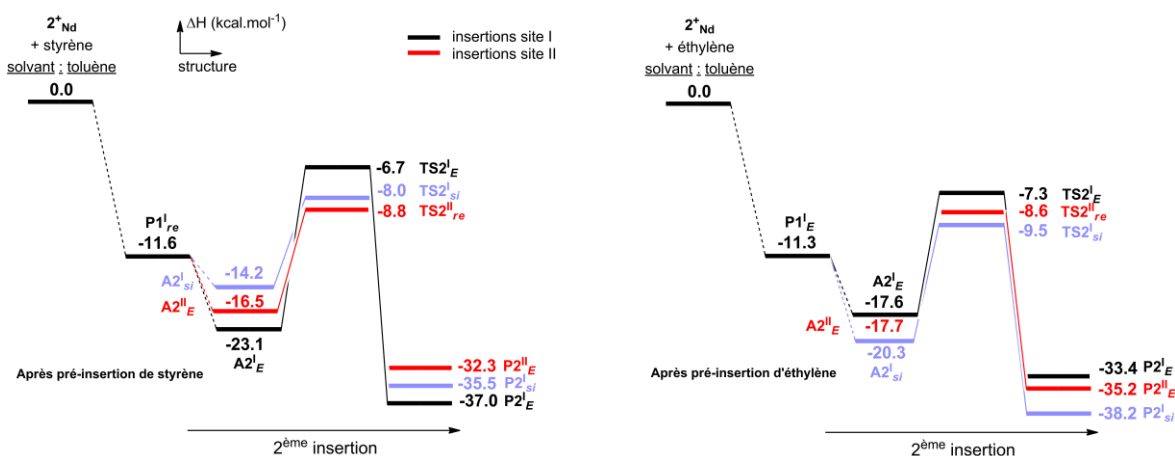 2⁺Nd
+ styrène
solvant : toluène
0.0
ΔH (kcal.mol⁻¹)
structure
insertions site I
insertions site II
-6.7 TS2ᴵE
-8.0 TS2ᴵsi
-8.8 TS2ᴵᴵre
P1ᴵre
-11.6
A2ᴵsi
-14.2
A2ᴵᴵE
-16.5
-23.1
A2ᴵE
Après pré-insertion de styrène
-32.3 P2ᴵᴵE
-35.5 P2ᴵsi
-37.0 P2ᴵE
2ème insertion
2⁺Nd
+ éthylène
solvant : toluène
0.0
-7.3 TS2ᴵE
-8.6 TS2ᴵᴵre
-9.5 TS2ᴵsi
P1ᴵE
-11.3
A2ᴵE
-17.6
A2ᴵᴵE
-17.7
-20.3
A2ᴵsi
Après pré-insertion d'éthylène
-33.4 P2ᴵE
-35.2 P2ᴵᴵE
-38.2 P2ᴵsi
2ème insertion